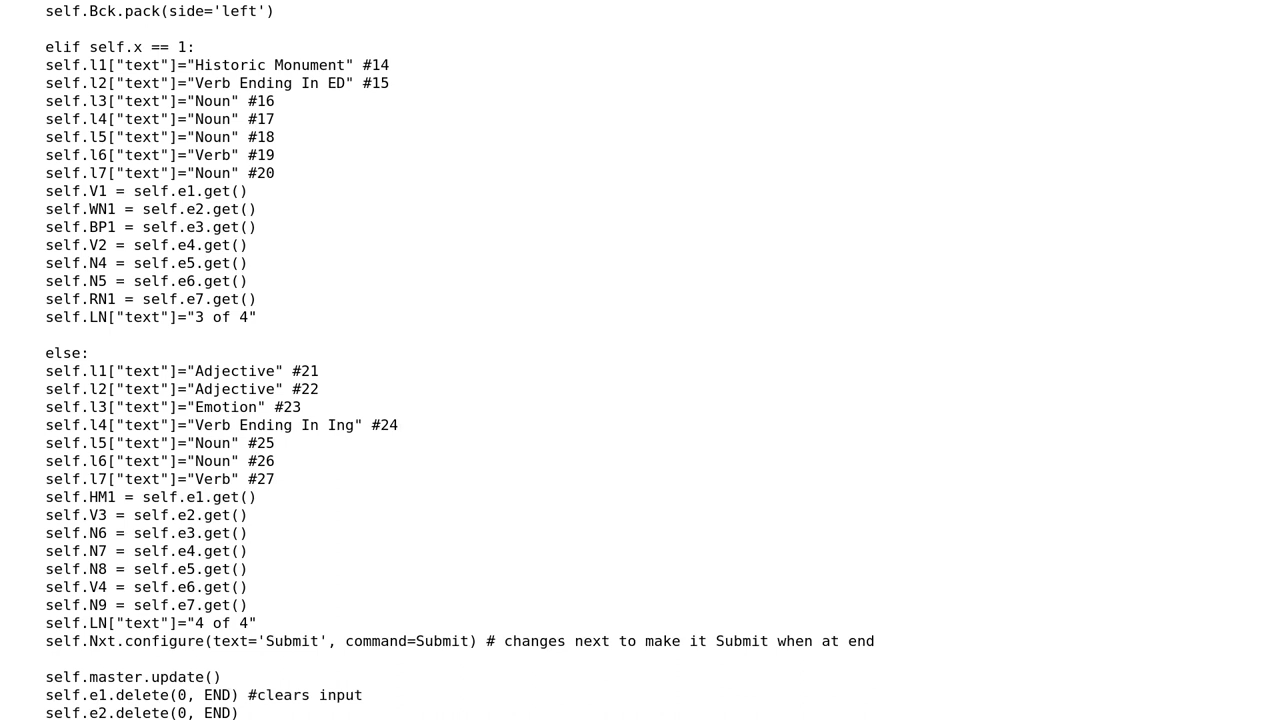 self.Bck.pack(side='left')
elif self.x == 1:
self.l1["text"]="Historic Monument" #14
self.l2["text"]="Verb Ending In ED" #15
self.l3["text"]="Noun" #16
self.l4["text"]="Noun" #17
self.l5["text"]="Noun" #18
self.l6["text"]="Verb" #19
self.l7["text"]="Noun" #20
self.V1 = self.e1.get()
self.WN1 = self.e2.get()
self.BP1 = self.e3.get()
self.V2 = self.e4.get()
self.N4 = self.e5.get()
self.N5 = self.e6.get()
self.RN1 = self.e7.get()
self.LN["text"]="3 of 4"
else:
self.l1["text"]="Adjective" #21
self.l2["text"]="Adjective" #22
self.l3["text"]="Emotion" #23
self.l4["text"]="Verb Ending In Ing" #24
self.l5["text"]="Noun" #25
self.l6["text"]="Noun" #26
self.l7["text"]="Verb" #27
self.HM1 = self.e1.get()
self.V3 = self.e2.get()
self.N6 = self.e3.get()
self.N7 = self.e4.get()
self.N8 = self.e5.get()
self.V4 = self.e6.get()
self.N9 = self.e7.get()
self.LN["text"]="4 of 4"
self.Nxt.configure(text='Submit', command=Submit) # changes next to make it Submit when at end
self.master.update()
self.e1.delete(0, END) #clears input
self.e2.delete(0, END)